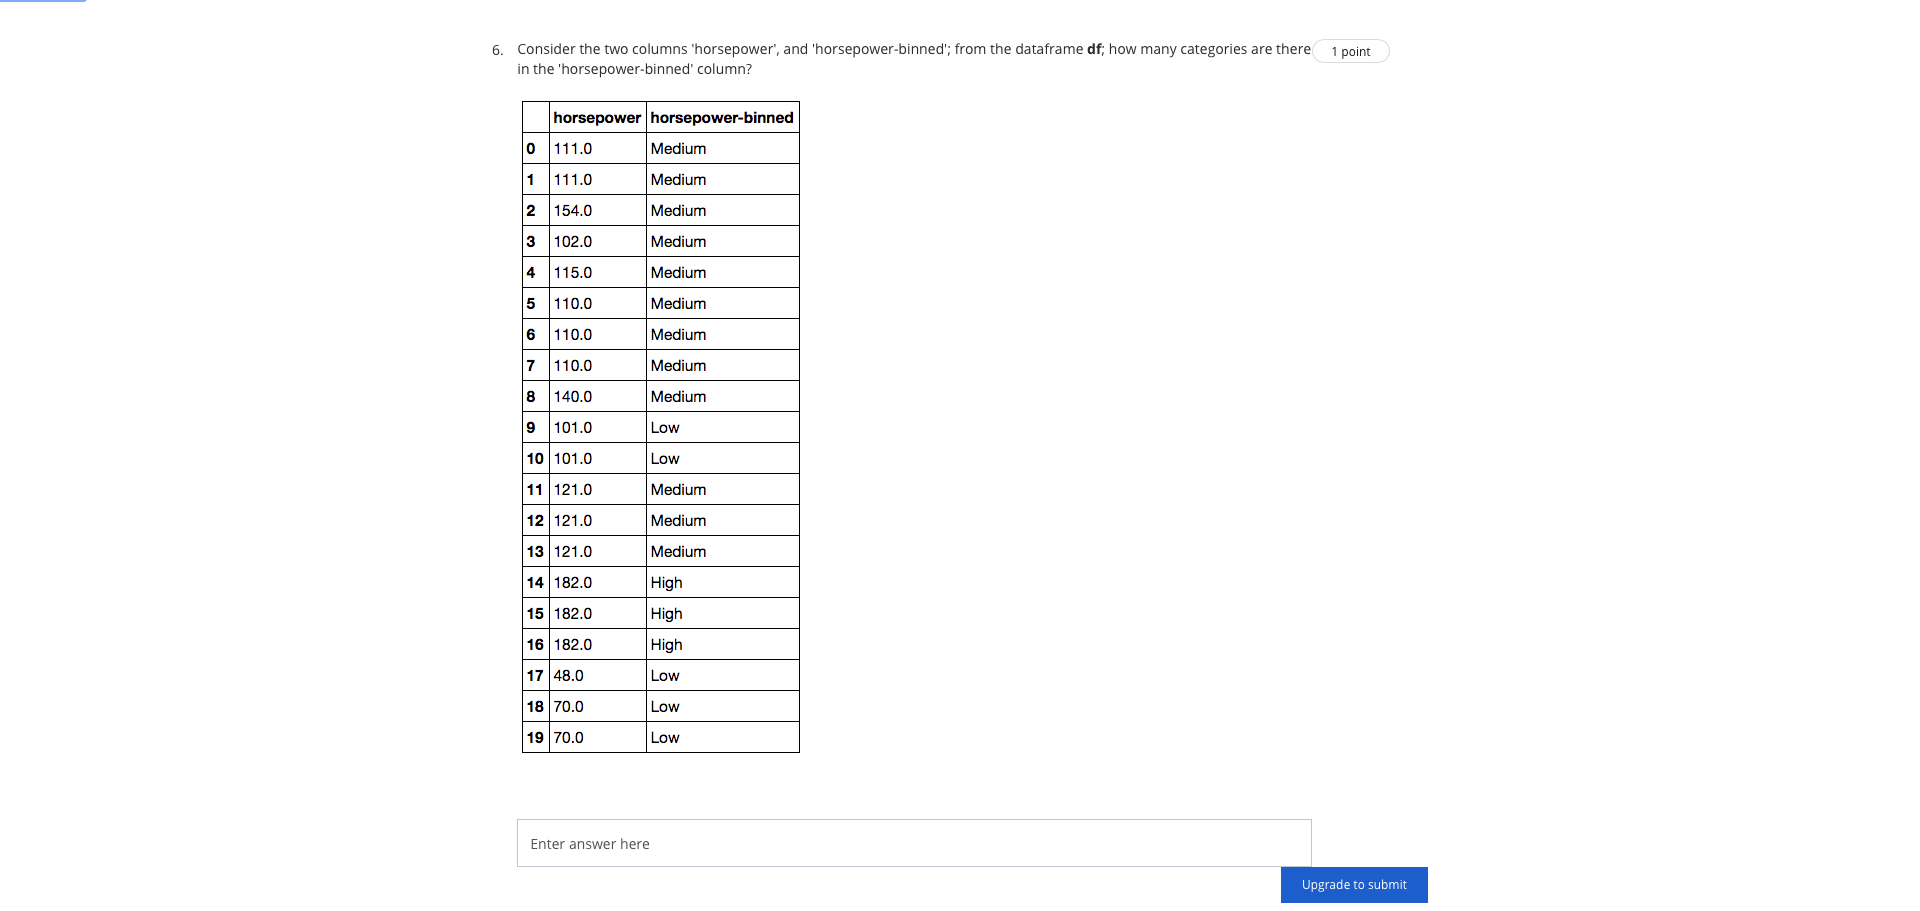 6. Consider the two columns 'horsepower', and 'horsepower-binned'; from the dataframe df; how many categories are there 1 point
in the 'horsepower-binned' column?
horsepower horsepower-binned
0 111.0 Medium
1 111.0 Medium
2 154.0 Medium
3 102.0 Medium
4 115.0 Medium
5 110.0 Medium
6 110.0 Medium
7 110.0 Medium
8 140.0 Medium
9 101.0 Low
10 101.0 Low
11 121.0 Medium
12 121.0 Medium
13 121.0 Medium
14 182.0 High
15 182.0 High
16 182.0 High
17 48.0 Low
18 70.0 Low
19 70.0 Low
Enter answer here
Upgrade to submit